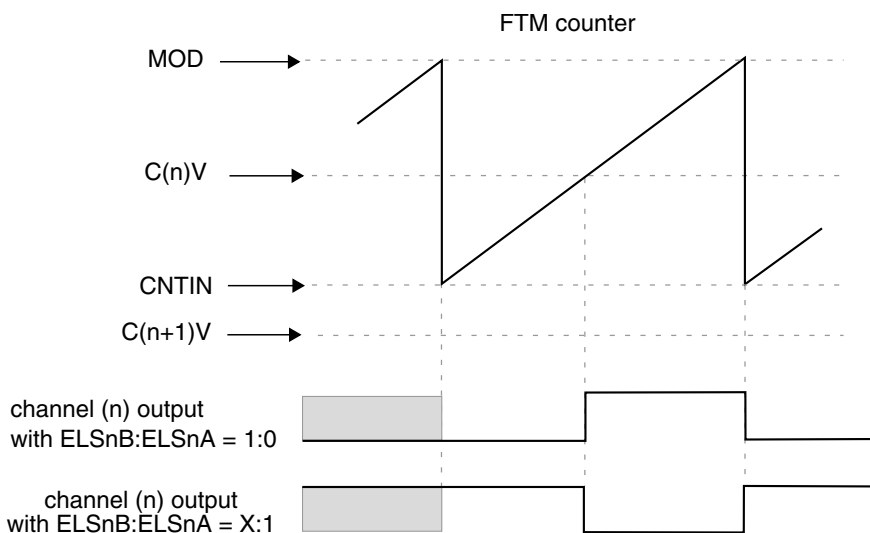 FTM counter
MOD
C(n)V
CNTIN
C(n+1)V
channel (n) output
with ELSnB:ELSnA = 1:0
channel (n) output
with ELSnB:ELSnA = X:1